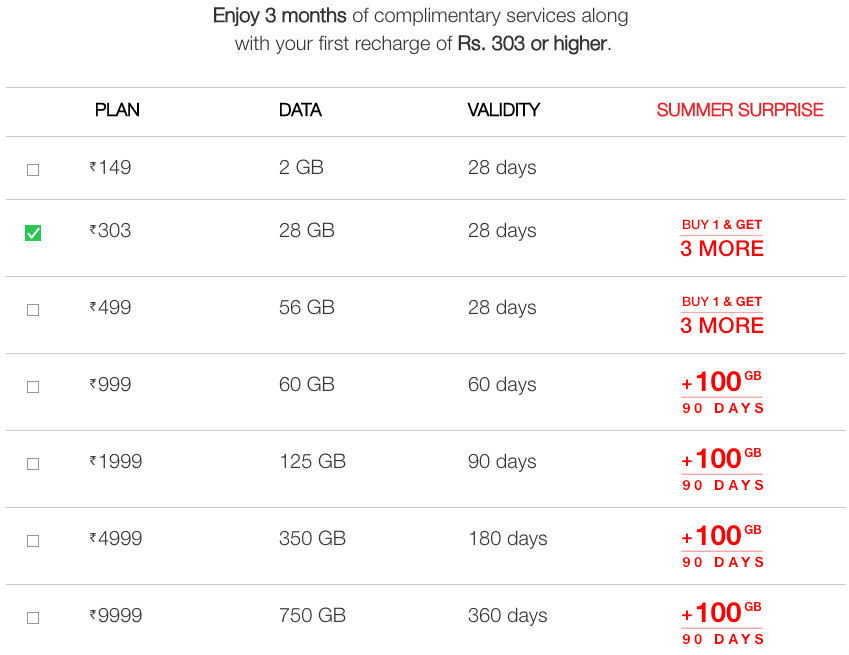 Enjoy 3 months of complimentary services along
with your first recharge of Rs. 303 or higher.
PLAN DATA VALIDITY SUMMER SURPRISE
₹149 2 GB 28 days
₹303 28 GB 28 days BUY 1 & GET
3 MORE
₹499 56 GB 28 days BUY 1 & GET
3 MORE
₹999 60 GB 60 days +100 GB
90 DAYS
₹1999 125 GB 90 days +100 GB
90 DAYS
₹4999 350 GB 180 days +100 GB
90 DAYS
₹9999 750 GB 360 days +100 GB
90 DAYS